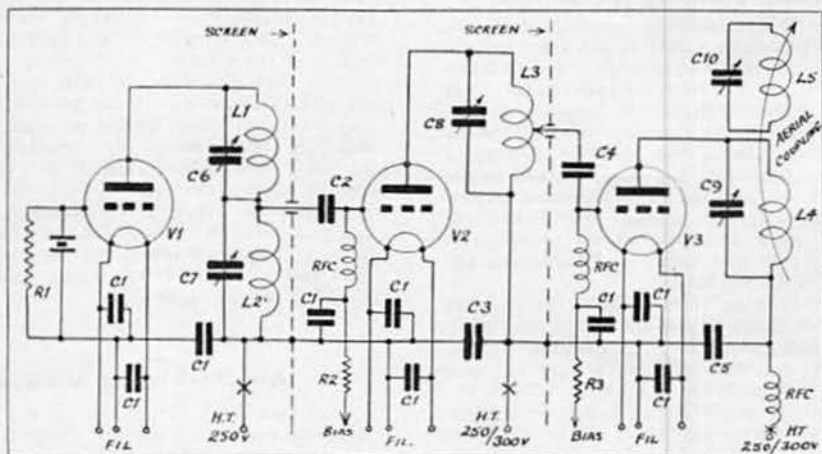 SCREEN →
SCREEN →
C10
L5
AERIAL COUPLING
L1
C6
L3
C8
C4
C9
L4
C2
V1
V2
V3
R1
C7
L2
RFC
RFC
C1
C1
C1
C1
C3
C1
C1
C5
C1
C1
R2
C1
R3
C1
RFC
FIL.
H.T.
250V
BIAS
FIL.
H.T.
250/300V
BIAS
FIL
HT
250/300V